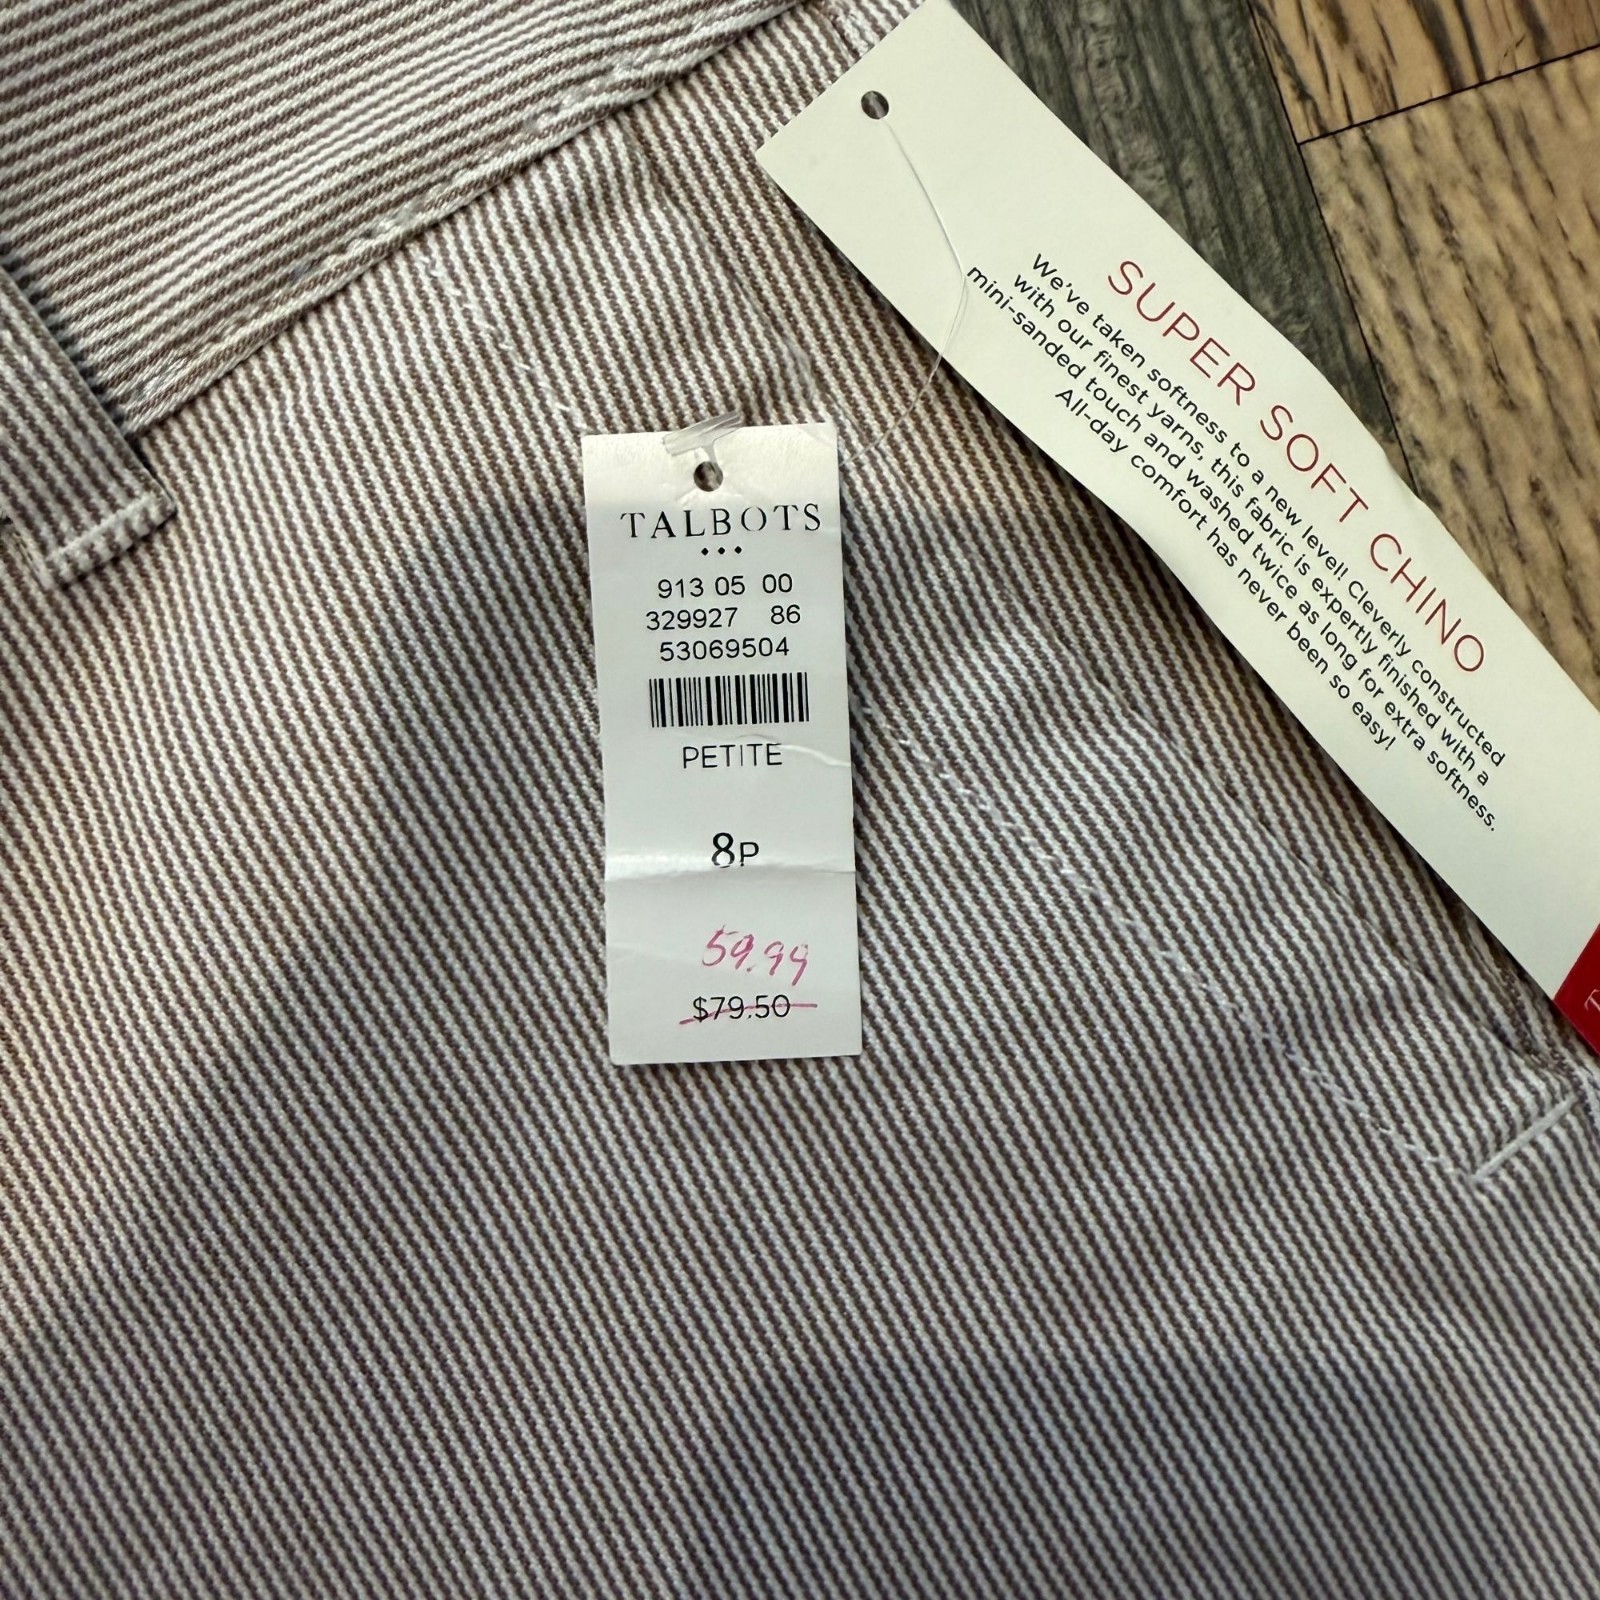 TALBOTS
913 05 00
329927 86
53069504
PETITE
8P
59.99
$79.50
SUPER SOFT CHINO
We've taken softness to a new level! Cleverly constructed
with our finest yarns, this fabric is expertly finished with a
mini-sanded touch and washed twice as long for extra softness.
All-day comfort has never been so easy!